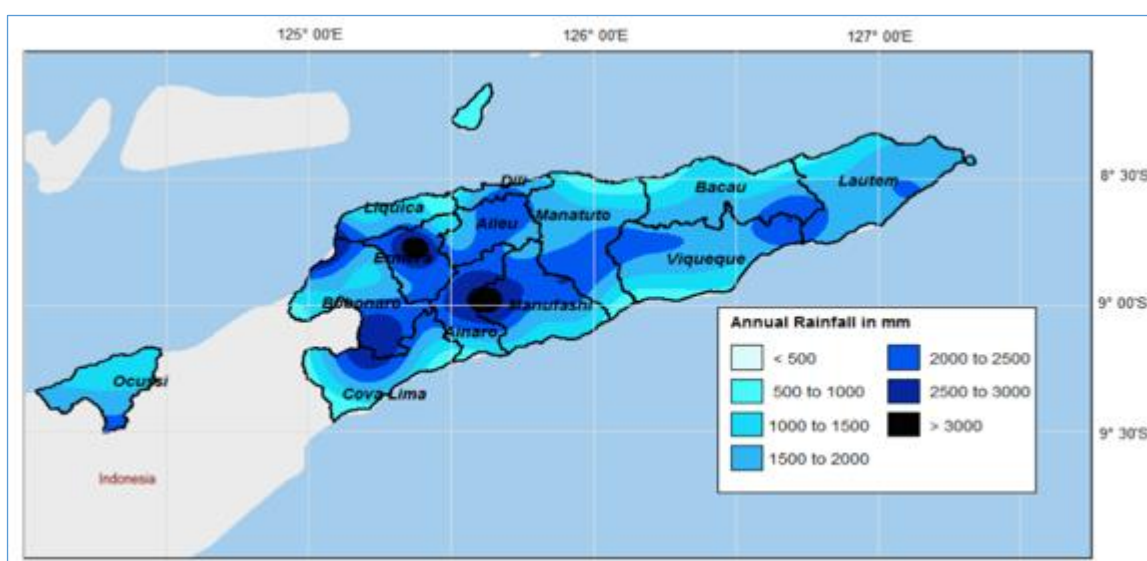 125° 00'E 126° 00'E 127° 00'E
8° 30'S
Dili
Bacau
Lautem
Liquica
Aileu
Manatuto
Ermera
Viqueque
Bobonaro
Manufashi
9° 00'S
Ainaro
Ocussi
Cova Lima
9° 30'S
Indonesia
Annual Rainfall in mm
< 500
500 to 1000
1000 to 1500
1500 to 2000
2000 to 2500
2500 to 3000
> 3000